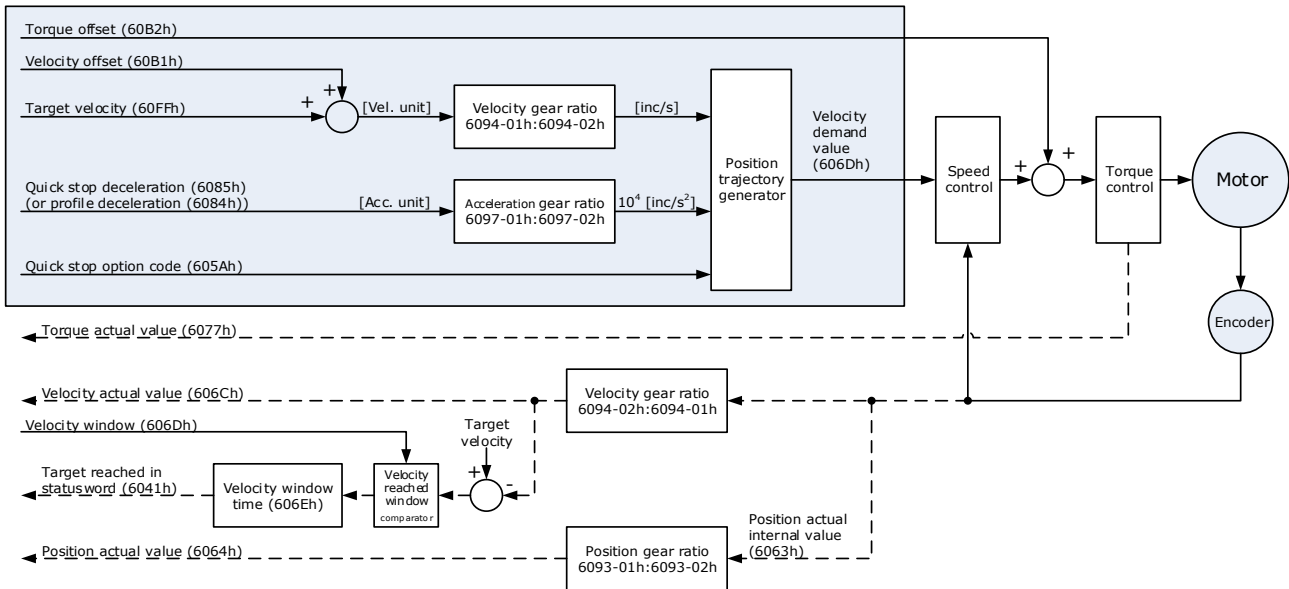 Torque offset (60B2h)
Velocity offset (60B1h)
+
Target velocity (60FFh)
+
[Vel. unit]
Velocity gear ratio
6094-01h:6094-02h
[inc/s]
Quick stop deceleration (6085h)
(or profile deceleration (6084h))
[Acc. unit]
Acceleration gear ratio
6097-01h:6097-02h
10⁴ [inc/s²]
Quick stop option code (605Ah)
Position
trajectory
generator
Velocity
demand
value
(606Dh)
Speed
control
+
+
Torque
control
Motor
Encoder
Torque actual value (6077h)
Velocity actual value (606Ch)
Velocity gear ratio
6094-02h:6094-01h
Velocity window (606Dh)
Target
velocity
+
-
Target reached in
statusword (6041h)
Velocity window
time (606Eh)
Velocity
reached
window
comparator
Position actual
internal value
(6063h)
Position actual value (6064h)
Position gear ratio
6093-01h:6093-02h